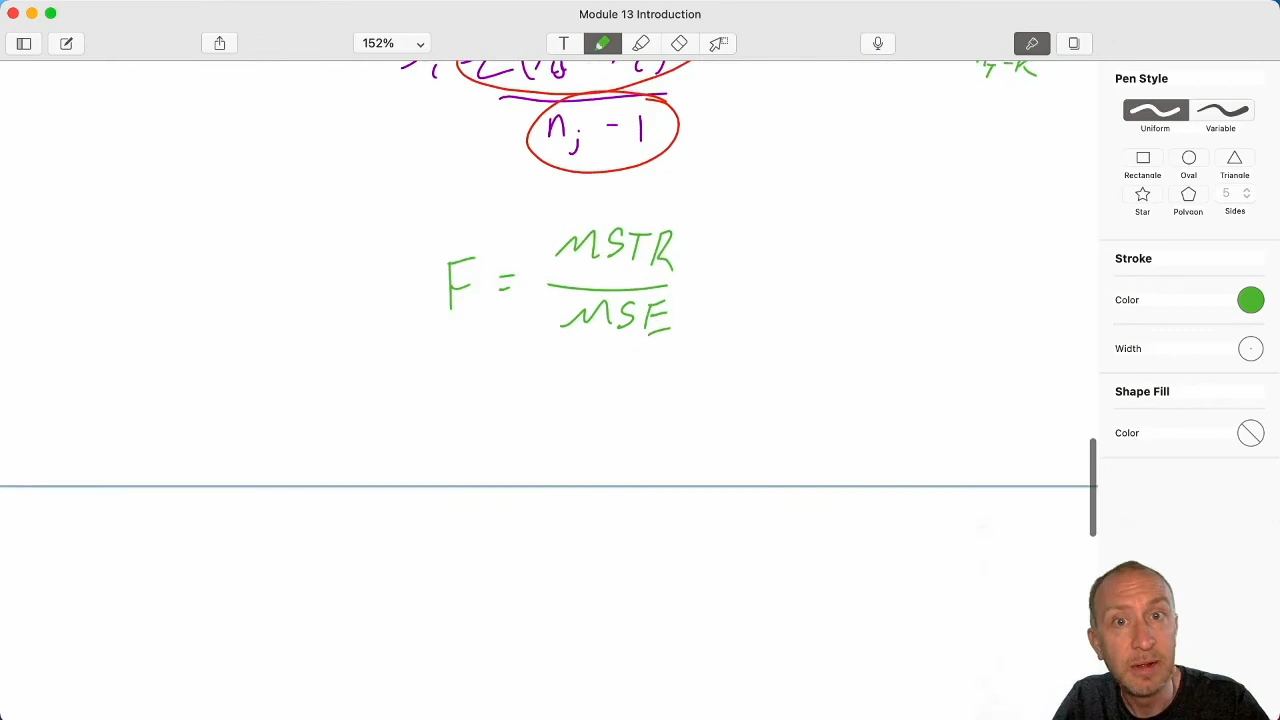 Module 13 Introduction
152%
T
n_j - 1
F = MSTR / MSE
Pen Style
Uniform Variable
Rectangle Oval Triangle
5
Star Polygon Sides
Stroke
Color
Width
Shape Fill
Color